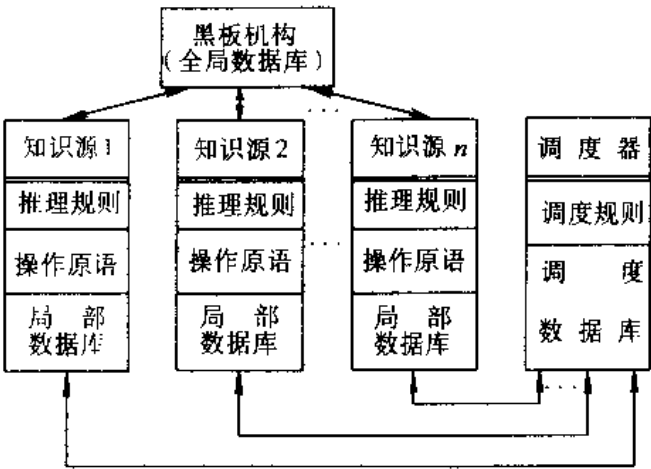 黑板机构
(全局数据库)
知识源1
知识源2
知识源n
调度器
推理规则
推理规则
推理规则
调度规则
操作原语
操作原语
操作原语
调度
数据库
局部
数据库
局部
数据库
局部
数据库